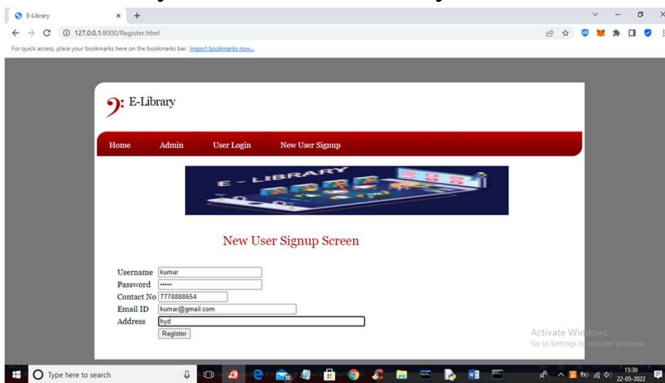 E-Library
127.0.0.1:8000/Register.html
For quick access, place your bookmarks here on the bookmarks bar. Import bookmarks now...
E-Library
Home Admin User Login New User Signup
E - LIBRARY
New User Signup Screen
Username kumar
Password •••••
Contact No 7778888654
Email ID kumar@gmail.com
Address hyd
Register
Activate Windows
Go to Settings to activate Windows.
Type here to search
15:30
22-05-2022